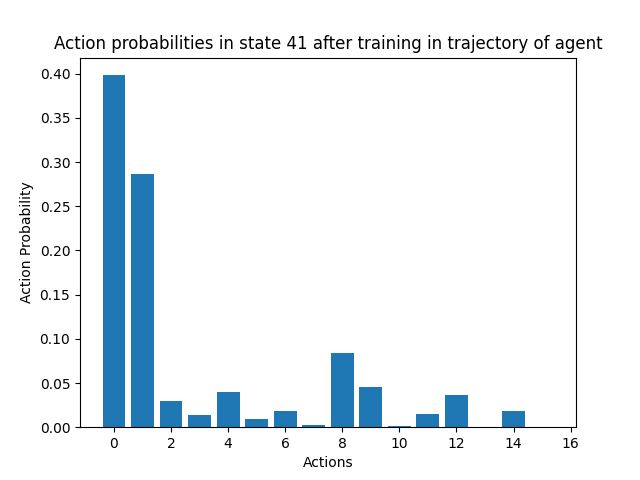 Action probabilities in state 41 after training in trajectory of agent
0.40
0.35
0.30
0.25
0.20
0.15
0.10
0.05
0.00
Action Probability
0 2 4 6 8 10 12 14 16
Actions